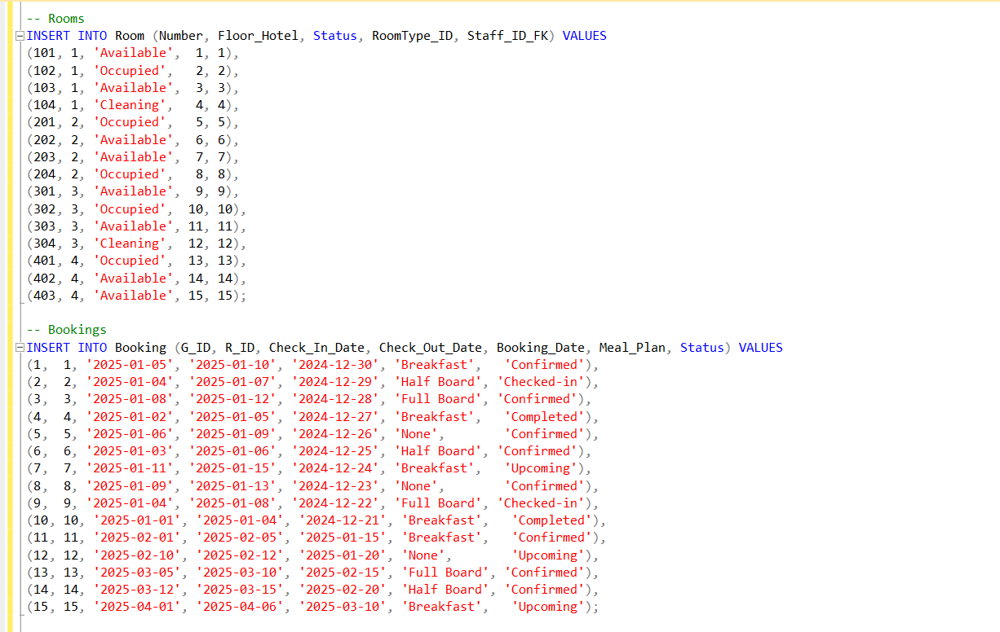 -- Rooms
INSERT INTO Room (Number, Floor_Hotel, Status, RoomType_ID, Staff_ID_FK) VALUES
(101, 1, 'Available',  1, 1),
(102, 1, 'Occupied',   2, 2),
(103, 1, 'Available',  3, 3),
(104, 1, 'Cleaning',   4, 4),
(201, 2, 'Occupied',   5, 5),
(202, 2, 'Available',  6, 6),
(203, 2, 'Available',  7, 7),
(204, 2, 'Occupied',   8, 8),
(301, 3, 'Available',  9, 9),
(302, 3, 'Occupied',  10, 10),
(303, 3, 'Available', 11, 11),
(304, 3, 'Cleaning',  12, 12),
(401, 4, 'Occupied',  13, 13),
(402, 4, 'Available', 14, 14),
(403, 4, 'Available', 15, 15);
-- Bookings
INSERT INTO Booking (G_ID, R_ID, Check_In_Date, Check_Out_Date, Booking_Date, Meal_Plan, Status) VALUES
(1,  1, '2025-01-05', '2025-01-10', '2024-12-30', 'Breakfast',   'Confirmed'),
(2,  2, '2025-01-04', '2025-01-07', '2024-12-29', 'Half Board', 'Checked-in'),
(3,  3, '2025-01-08', '2025-01-12', '2024-12-28', 'Full Board', 'Confirmed'),
(4,  4, '2025-01-02', '2025-01-05', '2024-12-27', 'Breakfast',   'Completed'),
(5,  5, '2025-01-06', '2025-01-09', '2024-12-26', 'None',        'Confirmed'),
(6,  6, '2025-01-03', '2025-01-06', '2024-12-25', 'Half Board', 'Confirmed'),
(7,  7, '2025-01-11', '2025-01-15', '2024-12-24', 'Breakfast',   'Upcoming'),
(8,  8, '2025-01-09', '2025-01-13', '2024-12-23', 'None',        'Confirmed'),
(9,  9, '2025-01-04', '2025-01-08', '2024-12-22', 'Full Board', 'Checked-in'),
(10, 10, '2025-01-01', '2025-01-04', '2024-12-21', 'Breakfast',   'Completed'),
(11, 11, '2025-02-01', '2025-02-05', '2025-01-15', 'Breakfast',   'Confirmed'),
(12, 12, '2025-02-10', '2025-02-12', '2025-01-20', 'None',        'Upcoming'),
(13, 13, '2025-03-05', '2025-03-10', '2025-02-15', 'Full Board', 'Confirmed'),
(14, 14, '2025-03-12', '2025-03-15', '2025-02-20', 'Half Board', 'Confirmed'),
(15, 15, '2025-04-01', '2025-04-06', '2025-03-10', 'Breakfast',   'Upcoming');